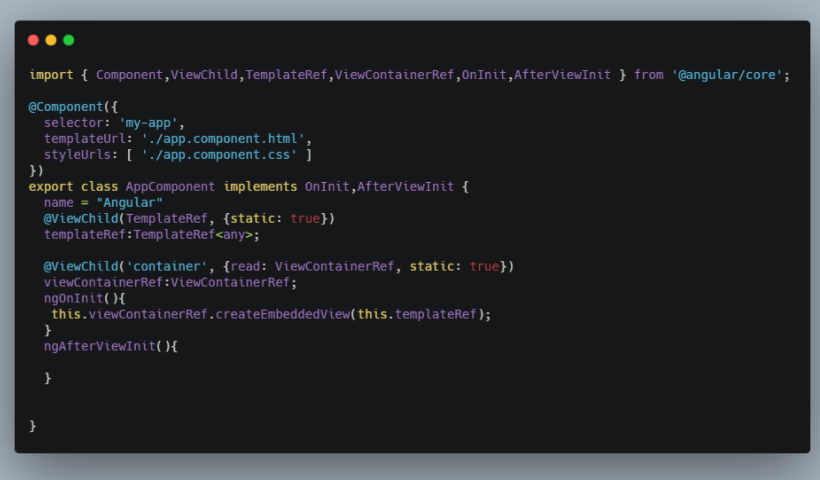 import { Component,ViewChild,TemplateRef,ViewContainerRef,OnInit,AfterViewInit } from '@angular/core';
@Component({
selector: 'my-app',
templateUrl: './app.component.html',
styleUrls: [ './app.component.css' ]
})
export class AppComponent implements OnInit,AfterViewInit {
name = "Angular"
@ViewChild(TemplateRef, {static: true})
templateRef:TemplateRef<any>;
@ViewChild('container', {read: ViewContainerRef, static: true})
viewContainerRef:ViewContainerRef;
ngOnInit(){
this.viewContainerRef.createEmbeddedView(this.templateRef);
}
ngAfterViewInit(){
}
}